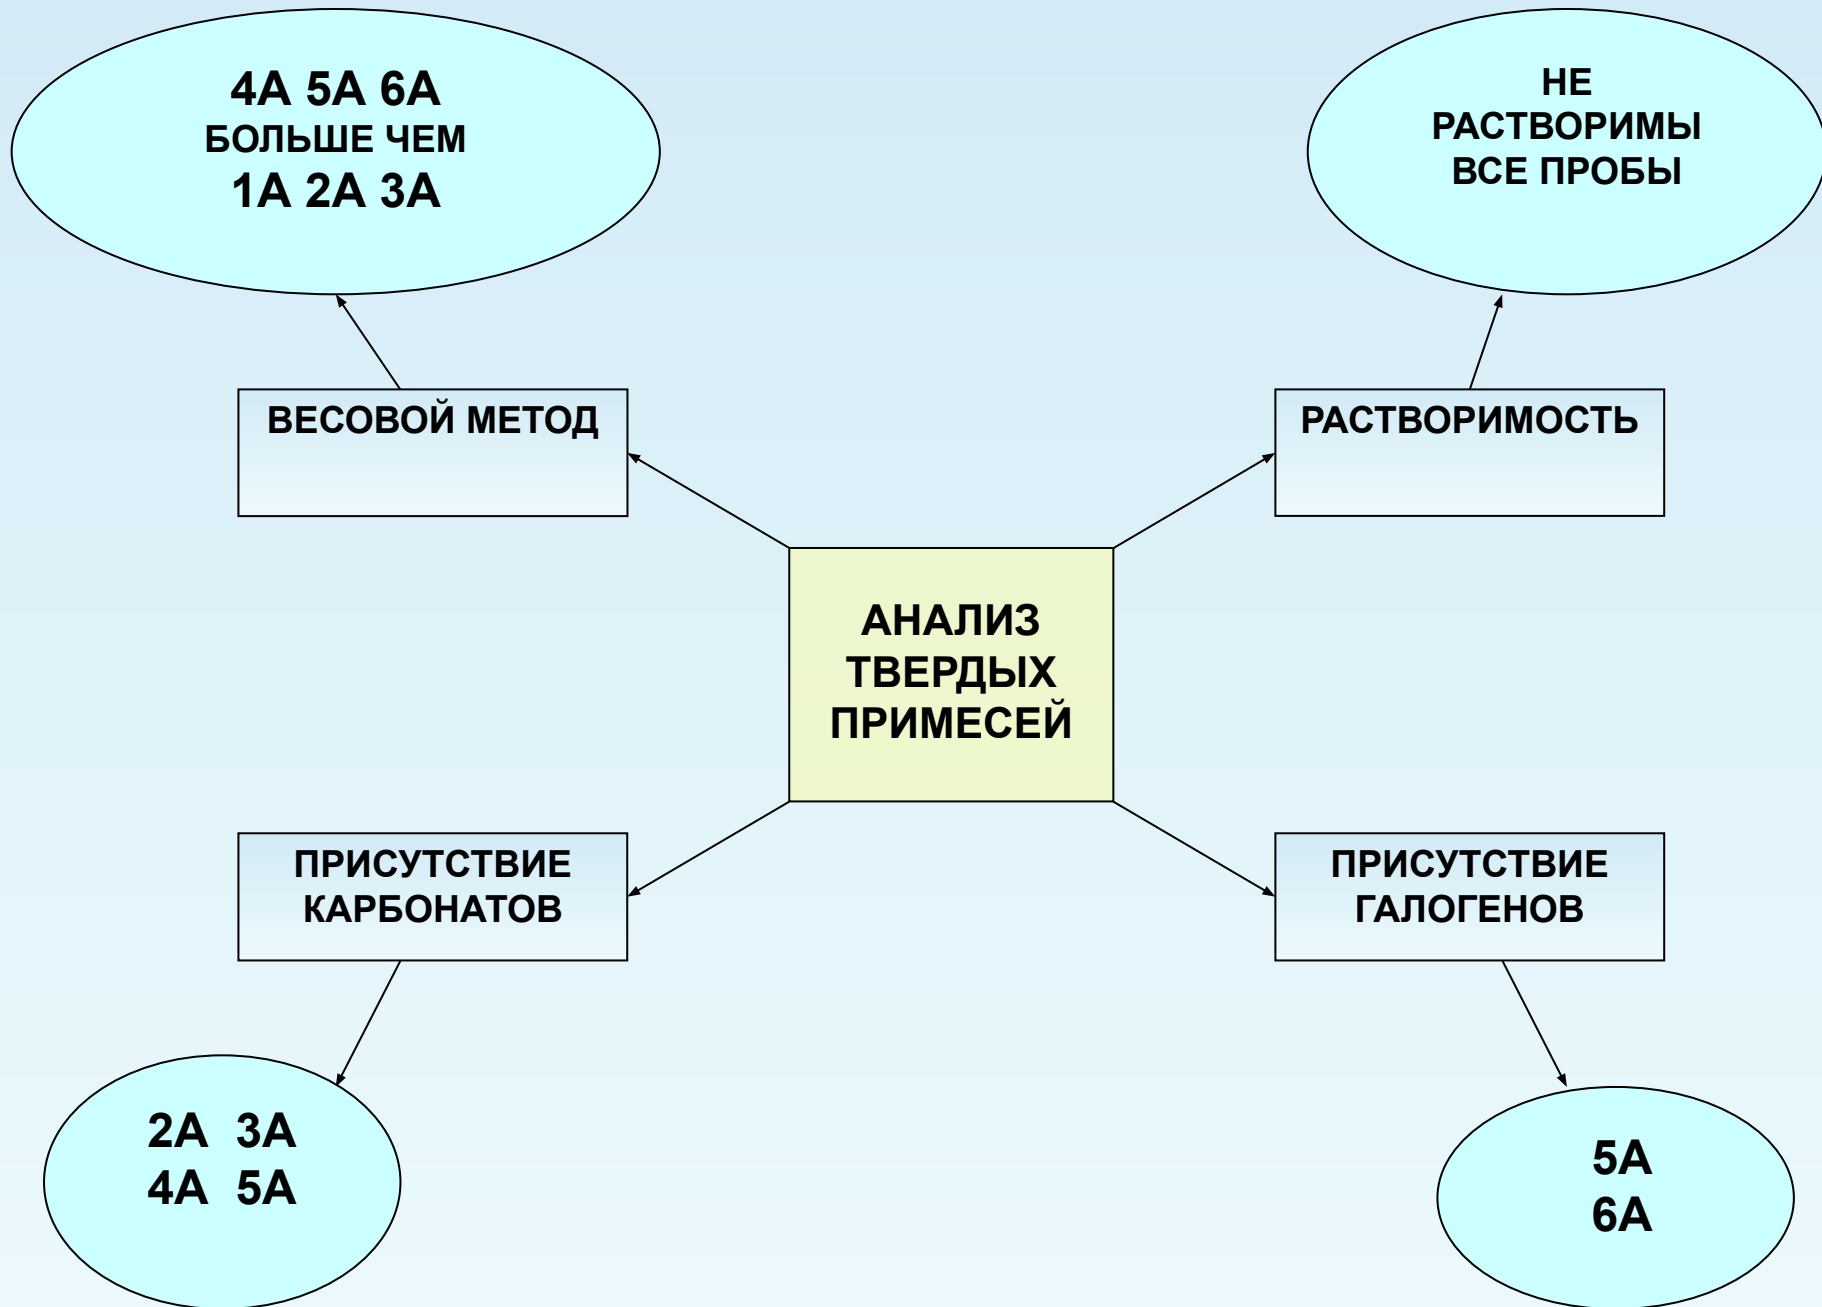 4А 5А 6А
БОЛЬШЕ ЧЕМ
1А 2А 3А
НЕ
РАСТВОРИМЫ
ВСЕ ПРОБЫ
ВЕСОВОЙ МЕТОД
РАСТВОРИМОСТЬ
АНАЛИЗ
ТВЕРДЫХ
ПРИМЕСЕЙ
ПРИСУТСТВИЕ
КАРБОНАТОВ
ПРИСУТСТВИЕ
ГАЛОГЕНОВ
2А 3А
4А 5А
5А
6А